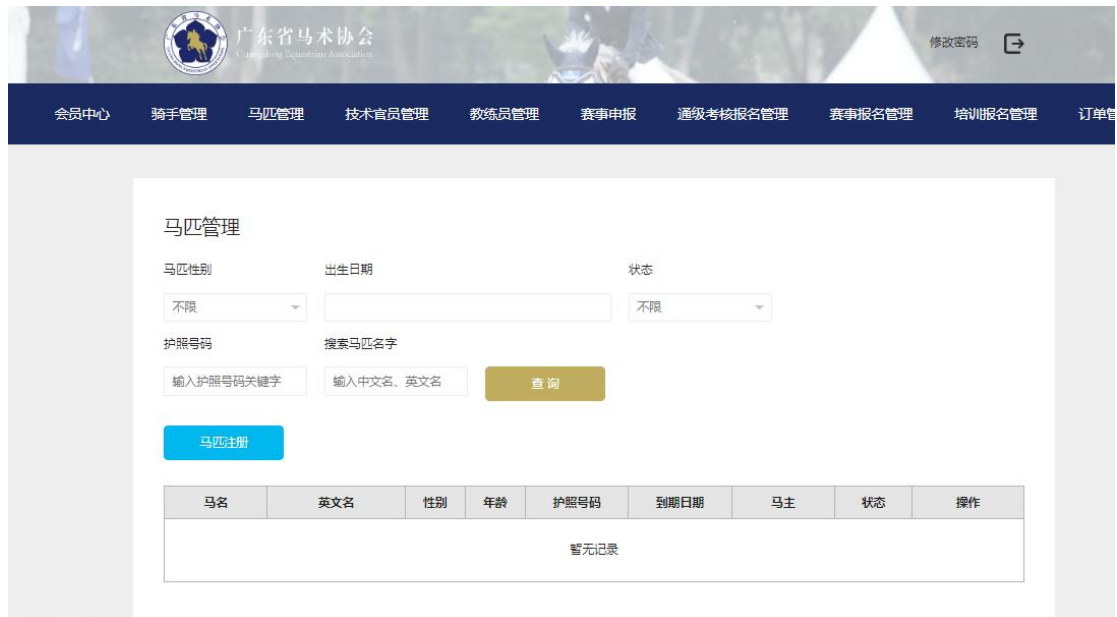 广东省马术协会
Guangdong Equestrian Association
修改密码
会员中心 骑手管理 马匹管理 技术官员管理 教练员管理 赛事申报 通级考核报名管理 赛事报名管理 培训报名管理 订单管
马匹管理
马匹性别 出生日期 状态
不限 不限
护照号码 搜索马匹名字
输入护照号码关键字 输入中文名、英文名 查询
马匹注册
马名 英文名 性别 年龄 护照号码 到期日期 马主 状态 操作
暂无记录